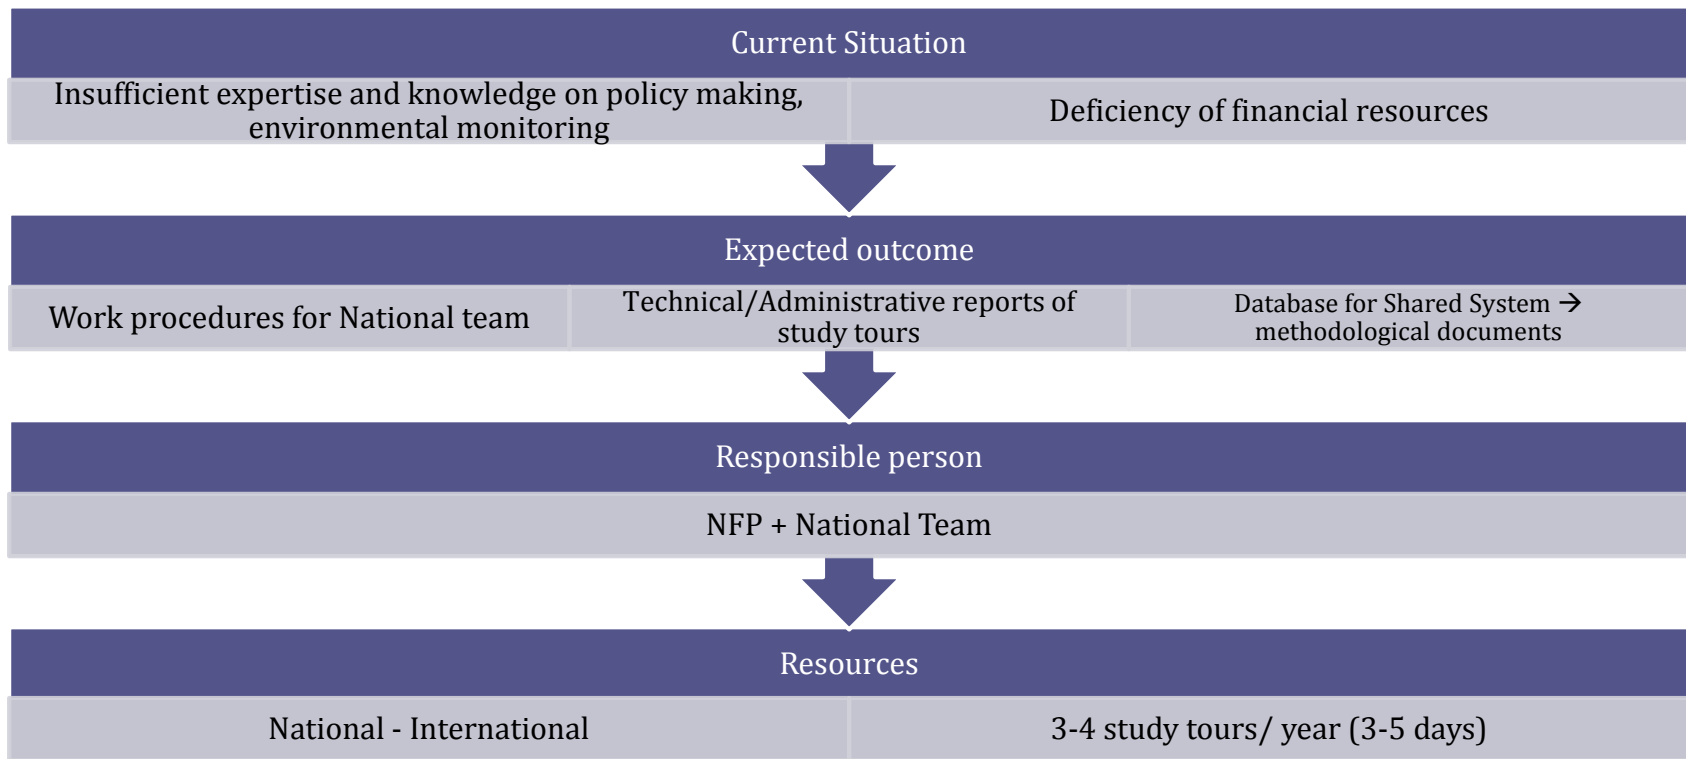 Current Situation
Insufficient expertise and knowledge on policy making,
environmental monitoring
Deficiency of financial resources
Expected outcome
Work procedures for National team
Technical/Administrative reports of
study tours
Database for Shared System →
methodological documents
Responsible person
NFP + National Team
Resources
National - International
3-4 study tours/ year (3-5 days)